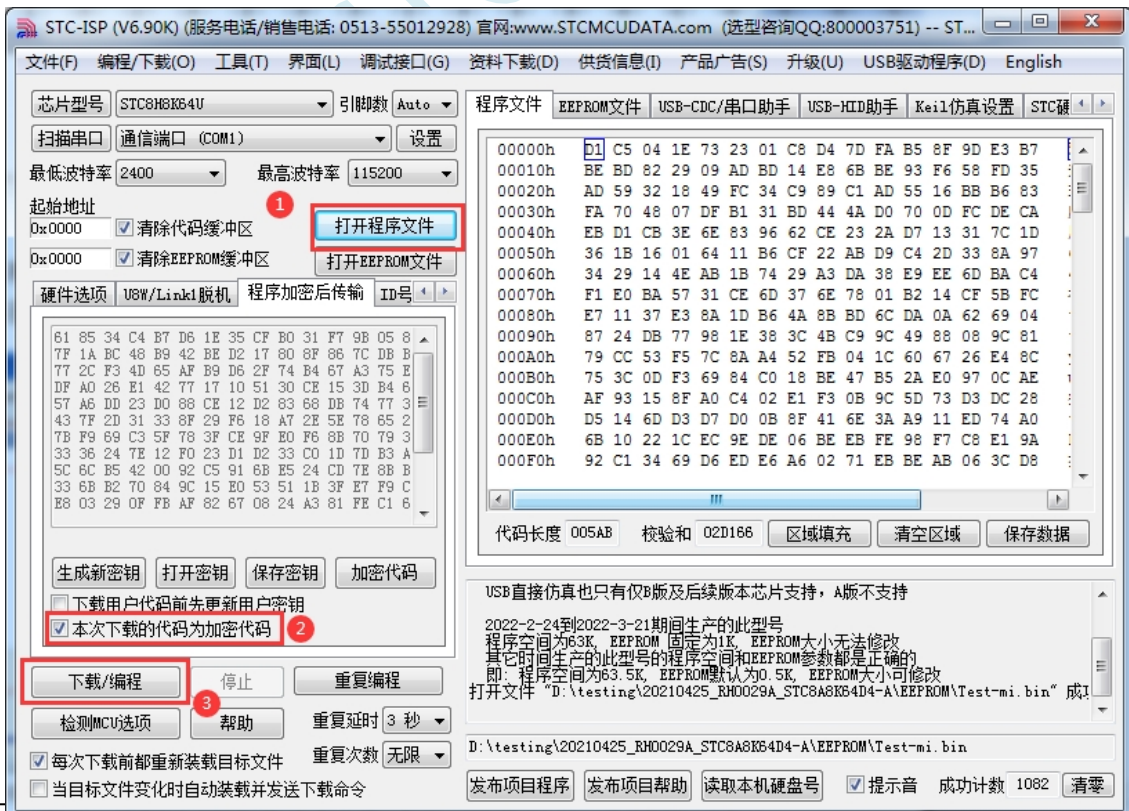 STC-ISP (V6.90K) (服务电话/销售电话: 0513-55012928) 官网:www.STCMCUDATA.com (选型咨询QQ:800003751) -- ST...
文件(F) 编程/下载(O) 工具(T) 界面(L) 调试接口(G) 资料下载(D) 供货信息(I) 产品广告(S) 升级(U) USB驱动程序(D) English
芯片型号 STC8H8K64U 引脚数 Auto
扫描串口 通信端口 (COM1) 设置
最低波特率 2400 最高波特率 115200
起始地址
1
0x0000 清除代码缓冲区 打开程序文件
0x0000 清除EEPROM缓冲区 打开EEPROM文件
硬件选项 U8W/Link1脱机 程序加密后传输 ID号
61 85 34 C4 B7 D6 1E 35 CF B0 31 F7 9B 05 8
7F 1A BC 48 B9 42 BE D2 17 80 8F 86 7C DB B
77 2C F3 4D 65 AF B9 D6 2F 74 B4 67 A3 75 E
DF A0 26 E1 42 77 17 10 51 30 CE 15 3D B4 6
57 A6 DD 23 D0 88 CE 12 D2 83 68 DB 74 77 3
43 7F 2D 31 33 8F 29 F6 18 A7 2E 5E 78 65 2
7B F9 69 C3 5F 78 3F CE 9F E0 F6 8B 70 79 3
33 36 24 7E 12 F0 23 D1 D2 33 C0 1D 7D B3 A
5C 6C B5 42 00 92 C5 91 6B E5 24 CD 7E 8B B
33 6B B2 70 84 9C 15 E0 53 51 1B 3F E7 F9 C
E8 03 29 0F FB AF 82 67 08 24 A3 81 FE C1 6
生成新密钥 打开密钥 保存密钥 加密代码
下载用户代码前先更新用户密钥
本次下载的代码为加密代码 2
下载/编程 停止 重复编程
3
检测MCU选项 帮助 重复延时 3 秒
每次下载前都重新装载目标文件 重复次数 无限
当目标文件变化时自动装载并发送下载命令
程序文件 EEPROM文件 USB-CDC/串口助手 USB-HID助手 Keil仿真设置
00000h D1 C5 04 1E 73 23 01 C8 D4 7D FA B5 8F 9D E3 B7
00010h BE BD 82 29 09 AD BD 14 E8 6B BE 93 F6 58 FD 35
00020h AD 59 32 18 49 FC 34 C9 89 C1 AD 55 16 BB B6 83
00030h FA 70 48 07 DF B1 31 BD 44 4A D0 70 0D FC DE CA
00040h EB D1 CB 3E 6E 83 96 62 CE 23 2A D7 13 31 7C 1D
00050h 36 1B 16 01 64 11 B6 CF 22 AB D9 C4 2D 33 8A 97
00060h 34 29 14 4E AB 1B 74 29 A3 DA 38 E9 EE 6D BA C4
00070h F1 E0 BA 57 31 CE 6D 37 6E 78 01 B2 14 CF 5B FC
00080h E7 11 37 E3 8A 1D B6 4A 8B BD 6C DA 0A 62 69 04
00090h 87 24 DB 77 98 1E 38 3C 4B C9 9C 49 88 08 9C 81
000A0h 79 CC 53 F5 7C 8A A4 52 FB 04 1C 60 67 26 E4 8C
000B0h 75 3C 0D F3 69 84 C0 18 BE 47 B5 2A E0 97 0C AE
000C0h AF 93 15 8F A0 C4 02 E1 F3 0B 9C 5D 73 D3 DC 28
000D0h D5 14 6D D3 D7 D0 0B 8F 41 6E 3A A9 11 ED 74 A0
000E0h 6B 10 22 1C EC 9E DE 06 BE EB FE 98 F7 C8 E1 9A
000F0h 92 C1 34 69 D6 ED E6 A6 02 71 EB BE AB 06 3C D8
代码长度 005AB 校验和 02D166 区域填充 清空区域 保存数据
USB直接仿真也只有仅B版及后续版本芯片支持，A版不支持
2022-2-24到2022-3-21期间生产的此型号
程序空间为63K, EEPROM 固定为1K, EEPROM大小无法修改
其它时间生产的此型号的程序空间和EEPROM参数都是正确的
即: 程序空间为63.5K, EEPROM默认为0.5K, EEPROM大小可修改
打开文件 "D:\testing\20210425_RH0029A_STC8A8K64D4-A\EEPROM\Test-mi.bin"
D:\testing\20210425_RH0029A_STC8A8K64D4-A\EEPROM\Test-mi.bin
发布项目程序 发布项目帮助 读取本机硬盘号 提示音 成功计数 1082 清零